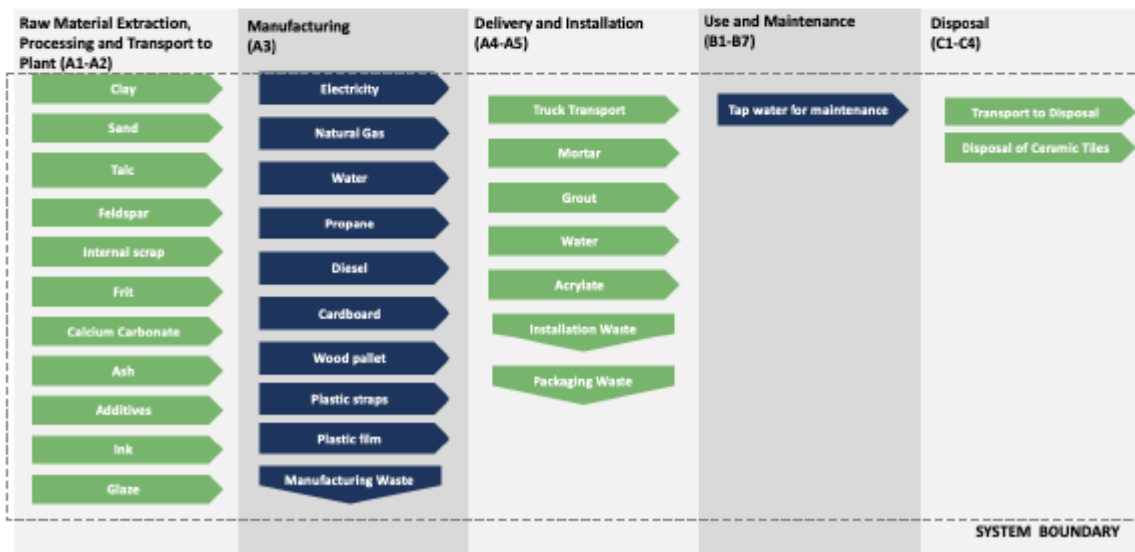 Raw Material Extraction,
Processing and Transport to
Plant (A1-A2)
Clay
Sand
Talc
Feldspar
Internal scrap
Frit
Calcium Carbonate
Ash
Additives
Ink
Glaze
Manufacturing
(A3)
Electricity
Natural Gas
Water
Propane
Diesel
Cardboard
Wood pallet
Plastic straps
Plastic film
Manufacturing Waste
Delivery and Installation
(A4-A5)
Truck Transport
Mortar
Grout
Water
Acrylate
Installation Waste
Packaging Waste
Use and Maintenance
(B1-B7)
Tap water for maintenance
Disposal
(C1-C4)
Transport to Disposal
Disposal of Ceramic Tiles
SYSTEM BOUNDARY